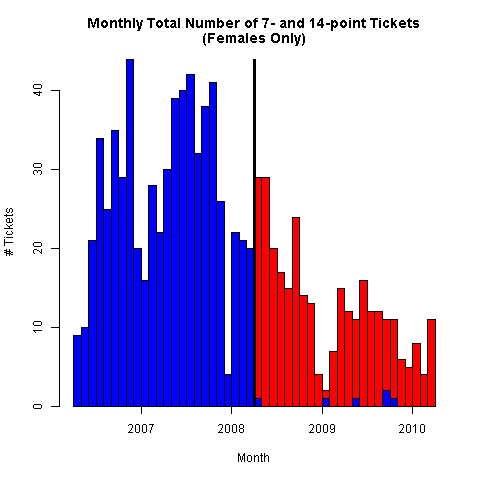 Monthly Total Number of 7- and 14-point Tickets
(Females Only)
# Tickets
40
30
20
10
0
2007 2008 2009 2010
Month